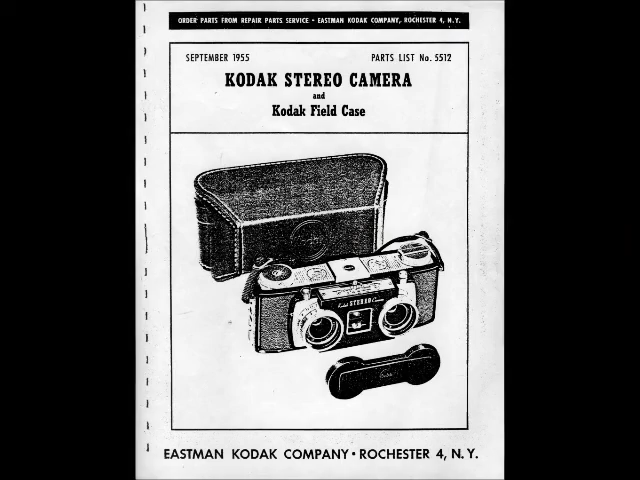 ORDER PARTS FROM REPAIR PARTS SERVICE • EASTMAN KODAK COMPANY, ROCHESTER 4, N.Y.
SEPTEMBER 1955 PARTS LIST No. 5512
KODAK STEREO CAMERA
and
Kodak Field Case
Kodak STEREO Camera
EASTMAN KODAK COMPANY • ROCHESTER 4, N.Y.